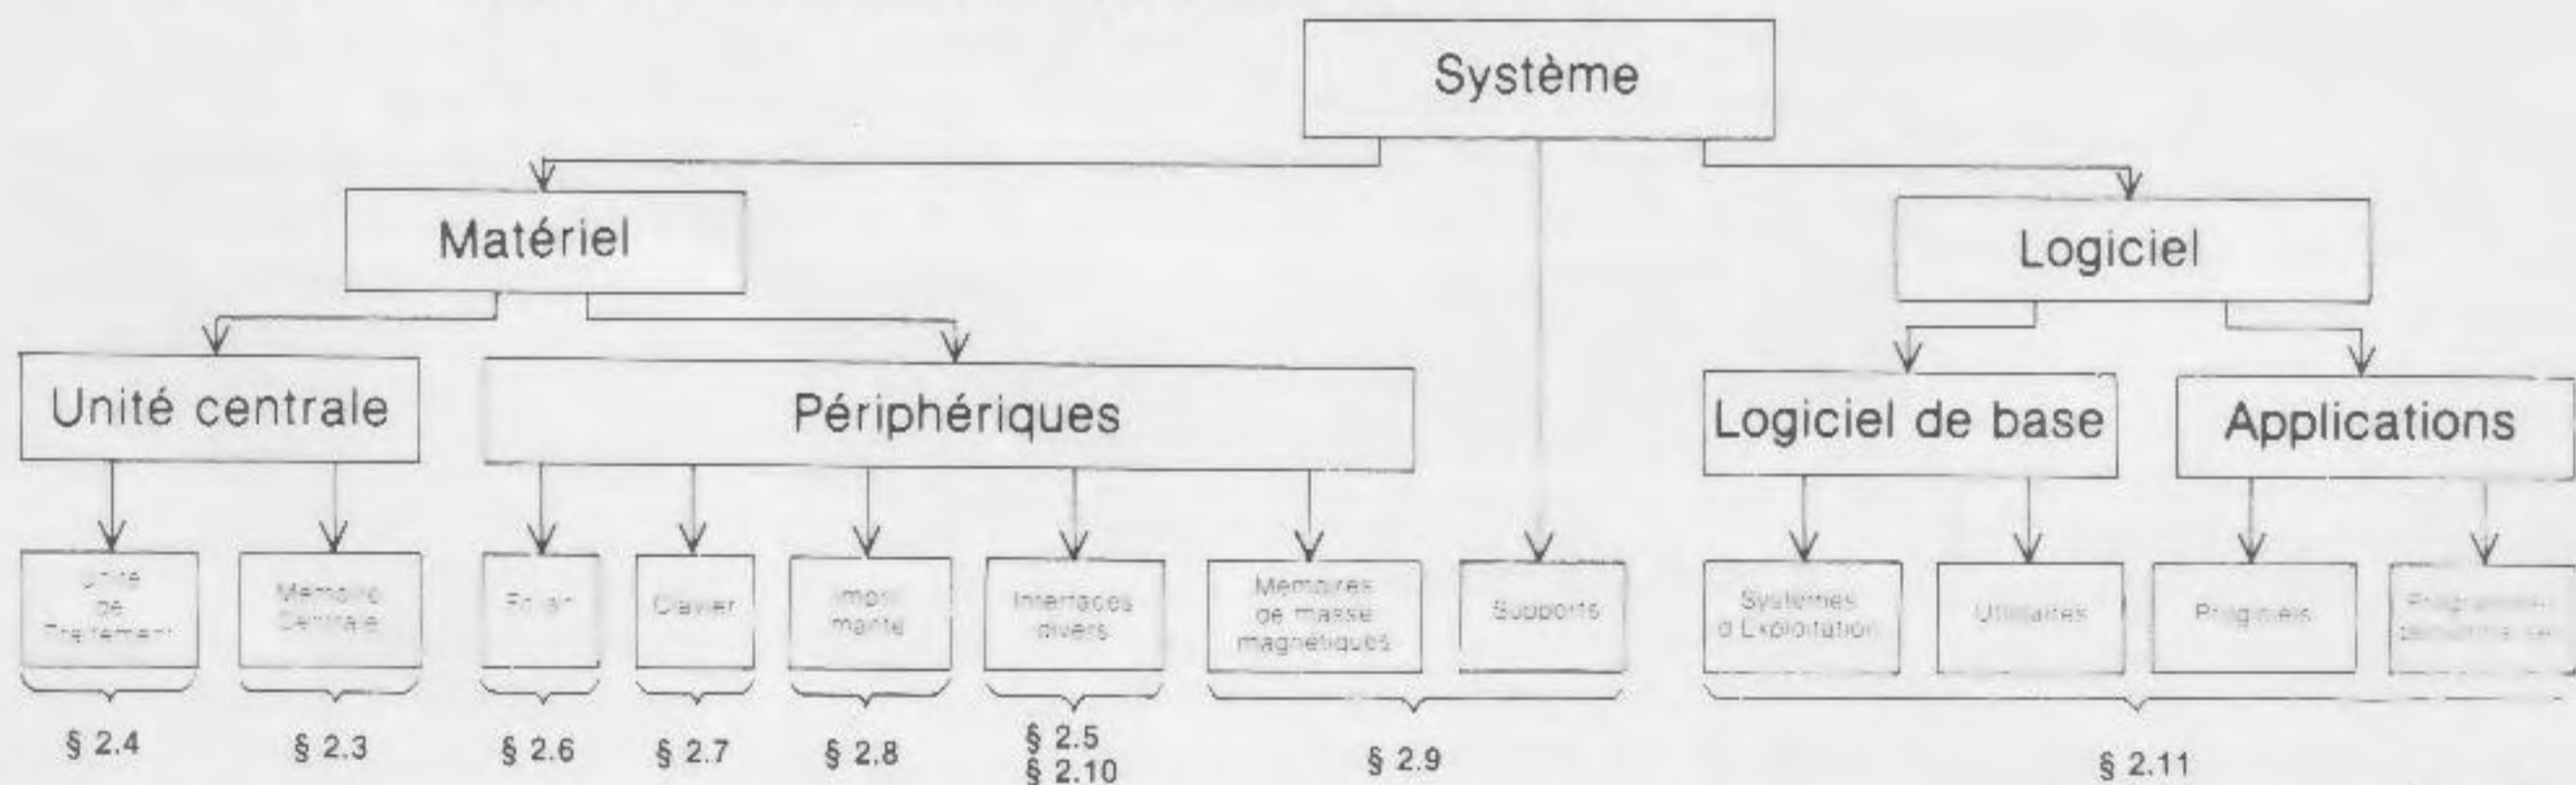 Système
Matériel
Logiciel
Unité centrale
Périphériques
Logiciel de base
Applications
Unité
de
Traitement
Mémoire
Centrale
Ecran
Clavier
Impri
mante
Interfaces
divers
Mémoires
de masse
magnétiques
Supports
Systèmes
d'Exploitation
Utilitaires
Progiciels
§ 2.4
§ 2.3
§ 2.6
§ 2.7
§ 2.8
§ 2.5
§ 2.10
§ 2.9
§ 2.11